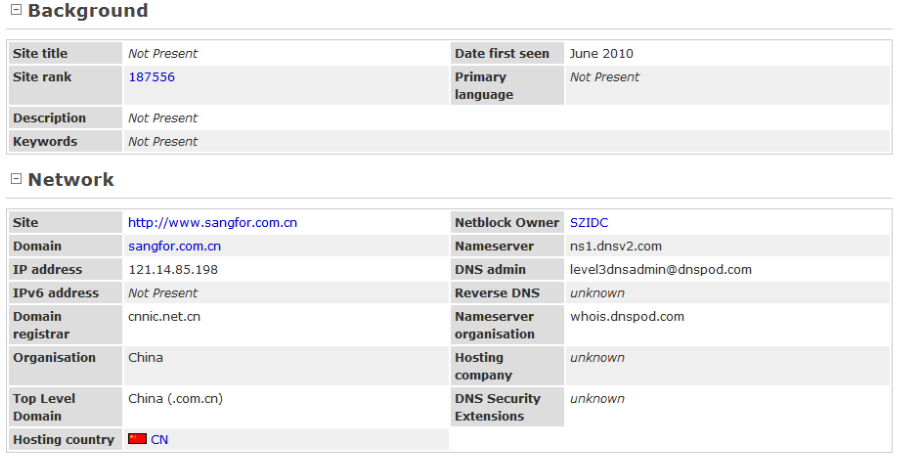 Background
Site title Not Present Date first seen June 2010
Site rank 187556 Primary Not Present
language
Description Not Present
Keywords Not Present
Network
Site http://www.sangfor.com.cn Netblock Owner SZIDC
Domain sangfor.com.cn Nameserver ns1.dnsv2.com
IP address 121.14.85.198 DNS admin level3dnsadmin@dnspod.com
IPv6 address Not Present Reverse DNS unknown
Domain cnnic.net.cn Nameserver whois.dnspod.com
registrar organisation
Organisation China Hosting unknown
company
Top Level China (.com.cn) DNS Security unknown
Domain Extensions
Hosting country CN